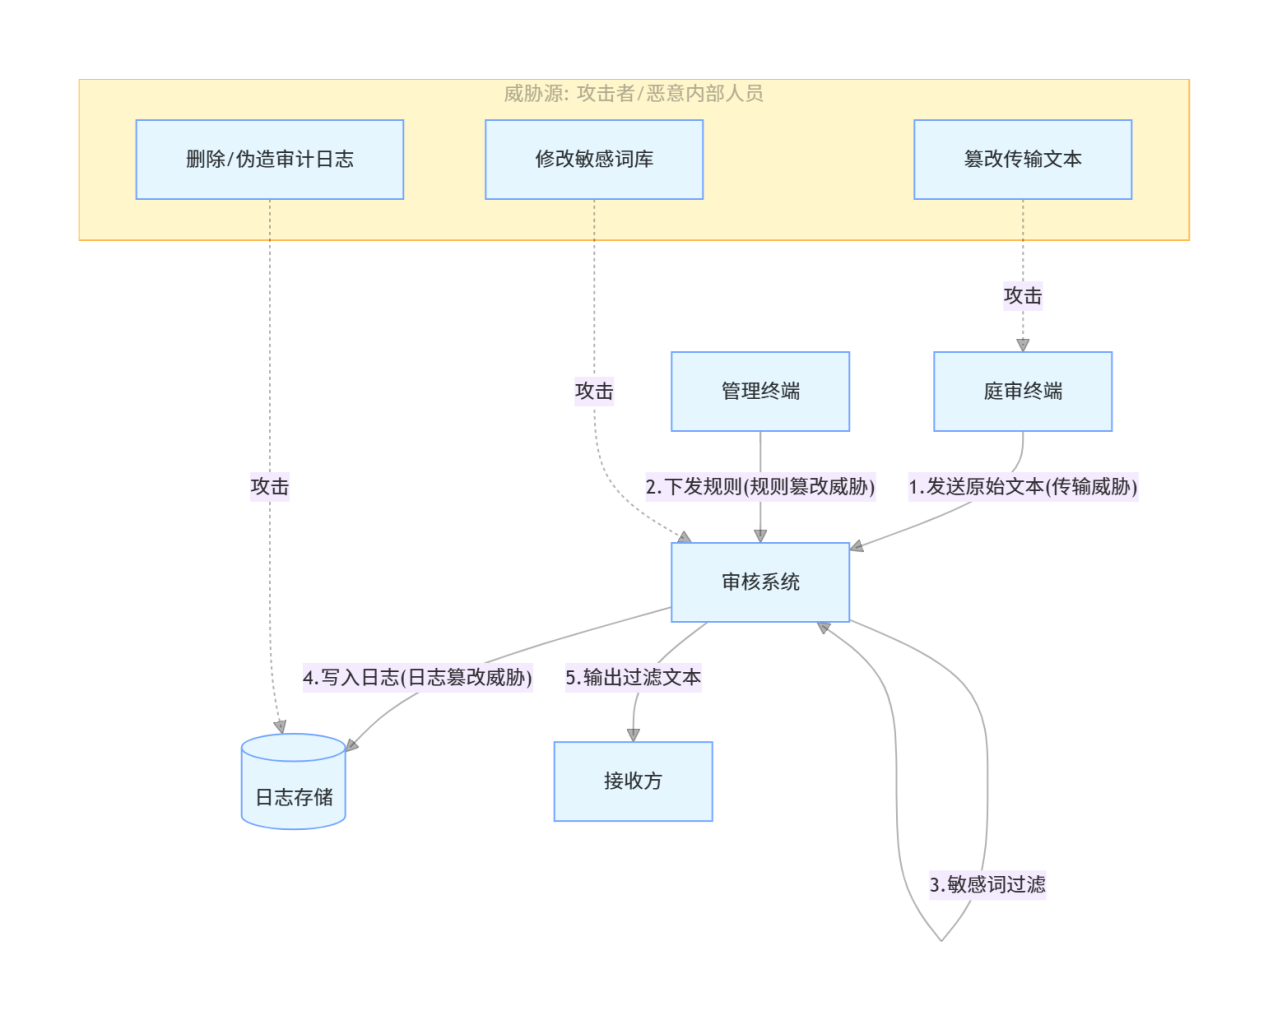 威胁源: 攻击者/恶意内部人员
删除/伪造审计日志
修改敏感词库
篡改传输文本
攻击
管理终端
庭审终端
攻击
攻击
2.下发规则(规则篡改威胁)
1.发送原始文本(传输威胁)
审核系统
4.写入日志(日志篡改威胁)
5.输出过滤文本
日志存储
接收方
3.敏感词过滤